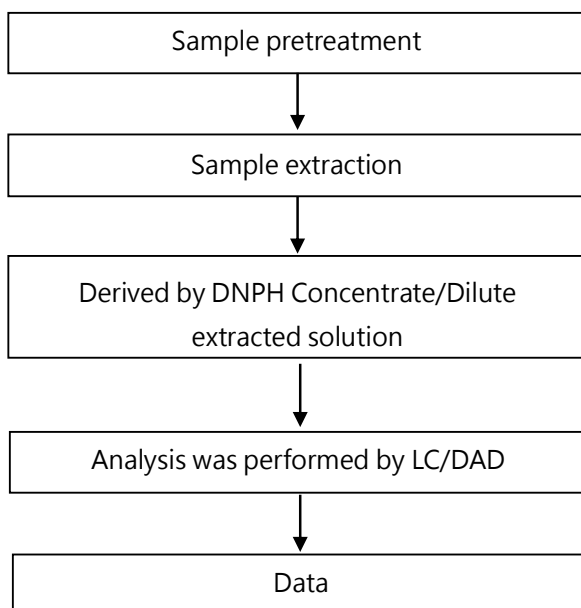 Sample pretreatment
Sample extraction
Derived by DNPH Concentrate/Dilute
extracted solution
Analysis was performed by LC/DAD
Data